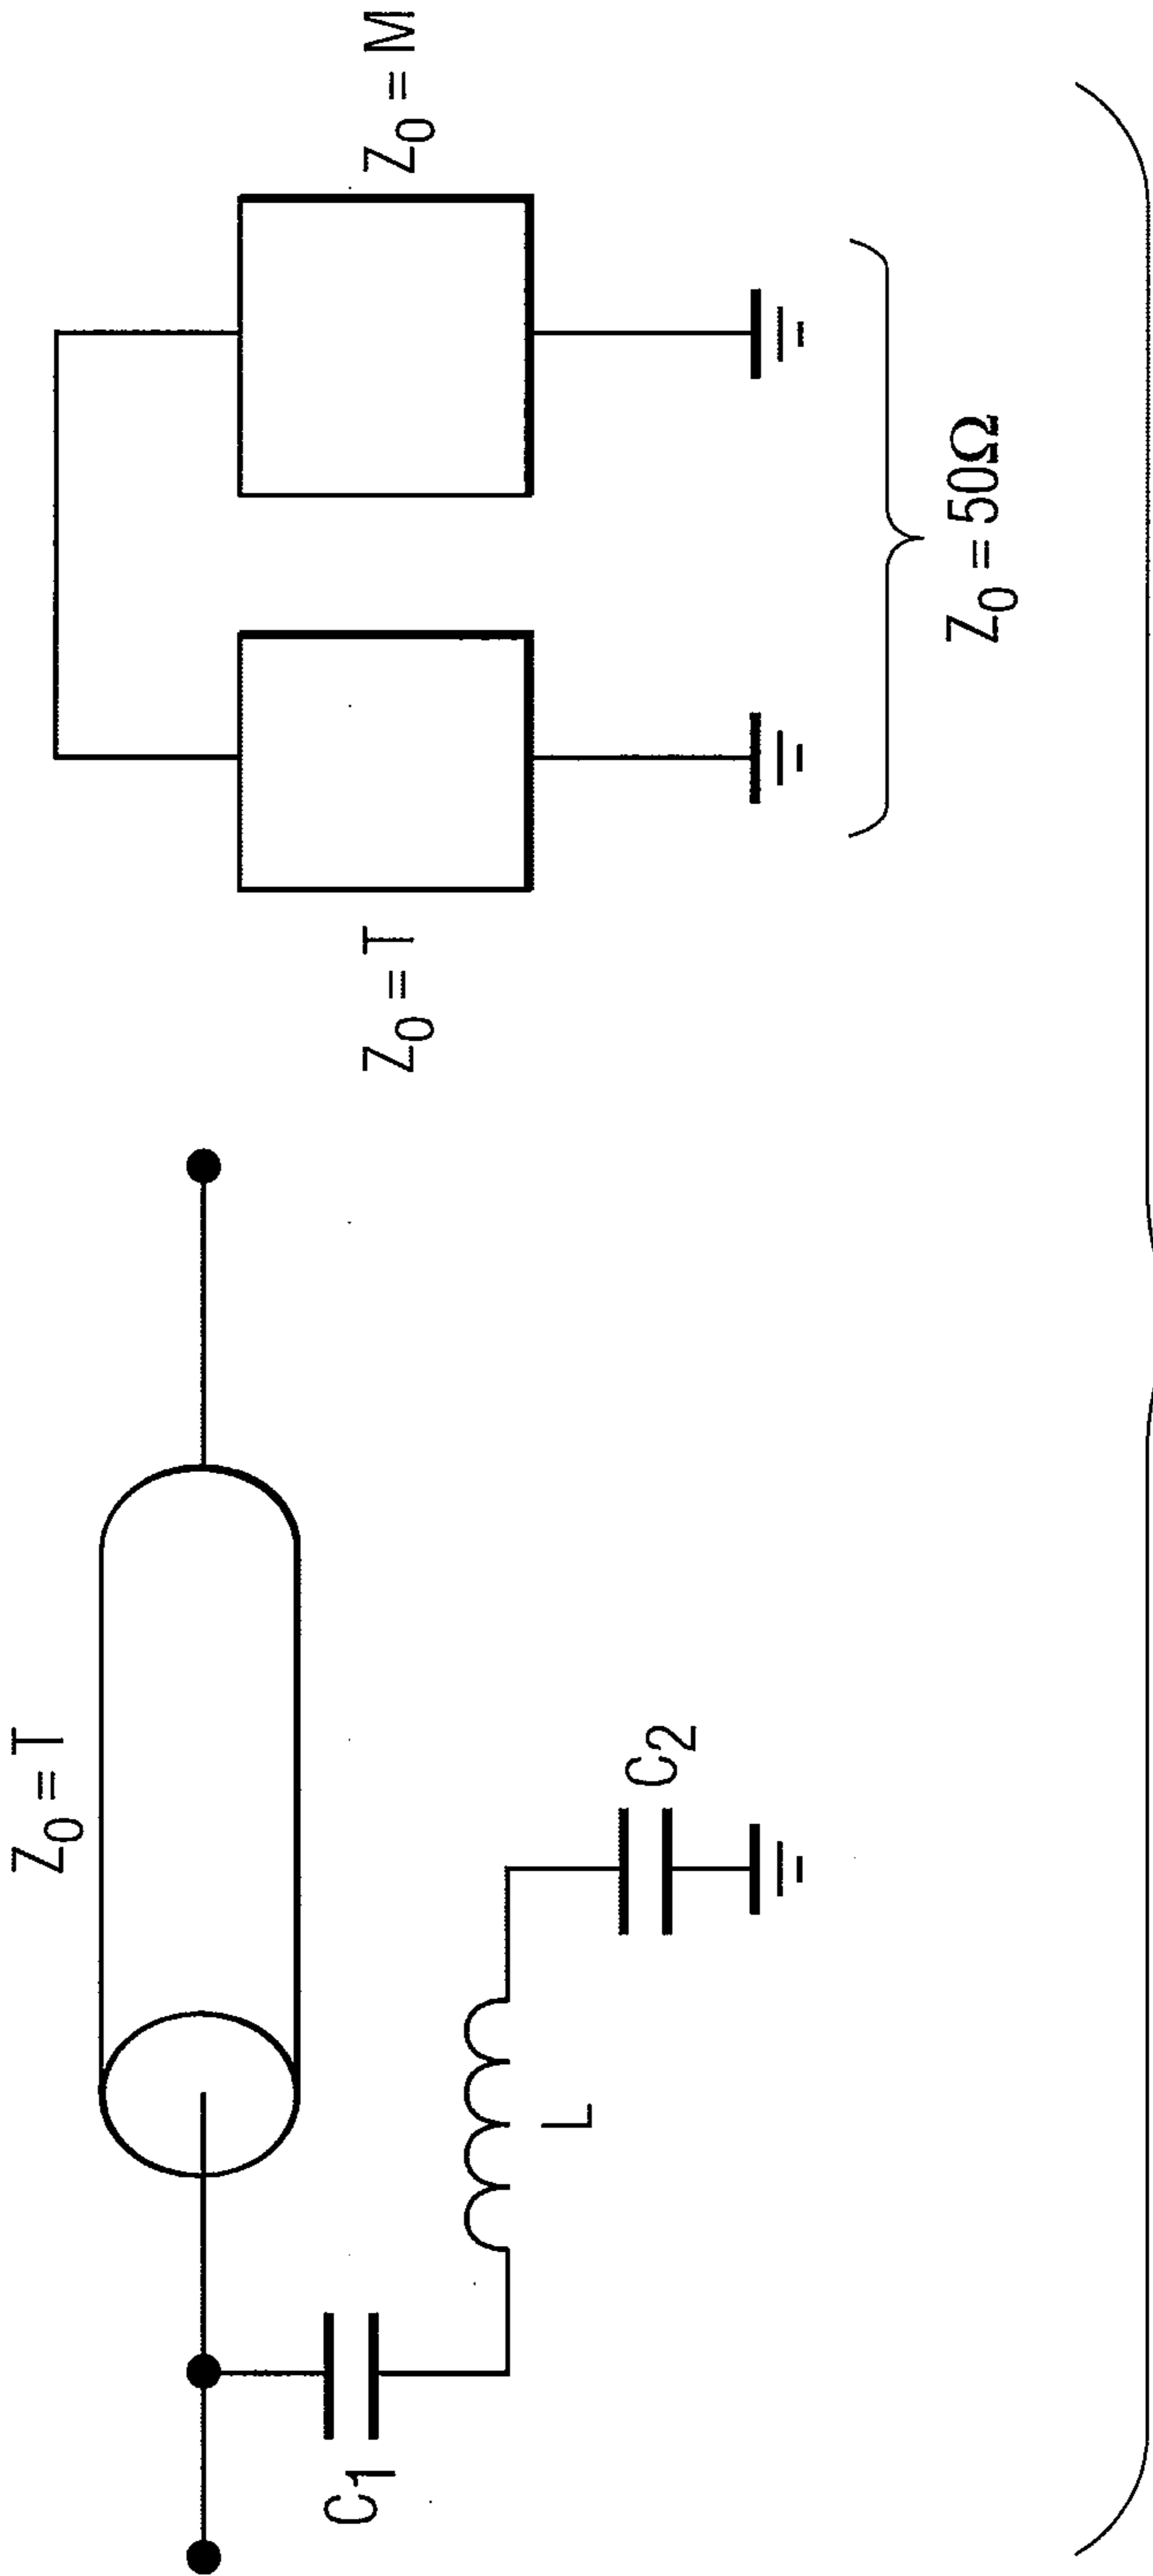 Z₀ = T
C₁
L
C₂
Z₀ = T
Z₀ = M
Z₀ = 50Ω